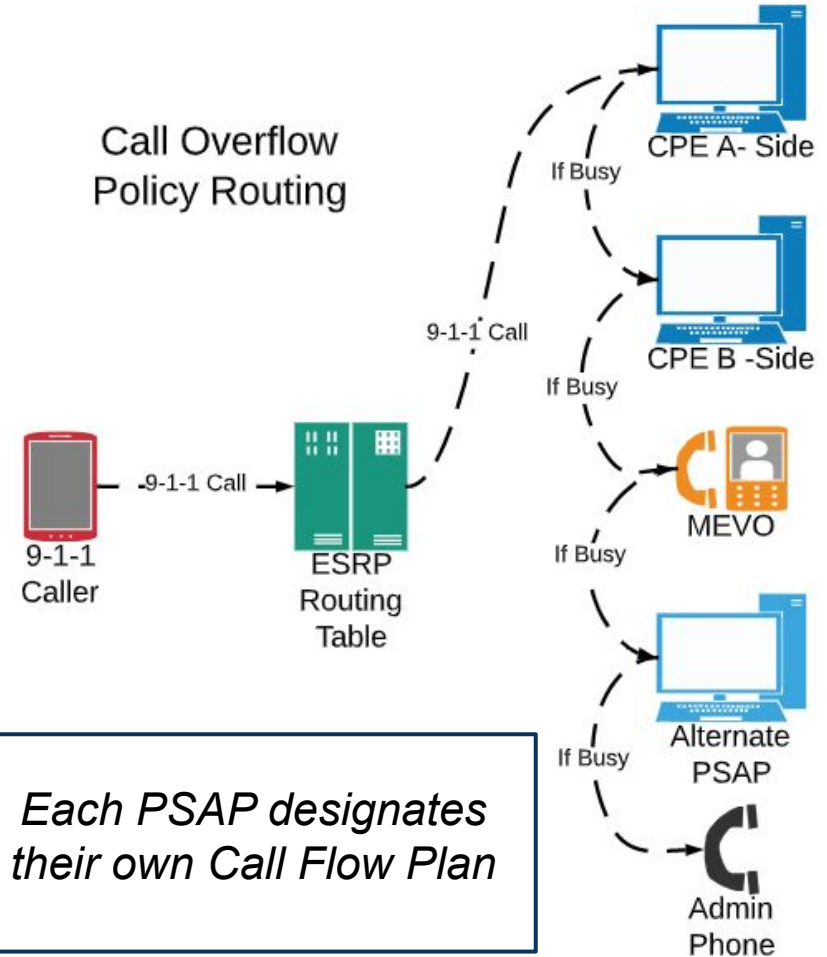 Call Overflow
Policy Routing
CPE A- Side
If Busy
9-1-1 Call
CPE B -Side
If Busy
9-1-1 Call
MEVO
9-1-1
Caller
ESRP
Routing
Table
If Busy
Alternate
PSAP
If Busy
Each PSAP designates
their own Call Flow Plan
Admin
Phone